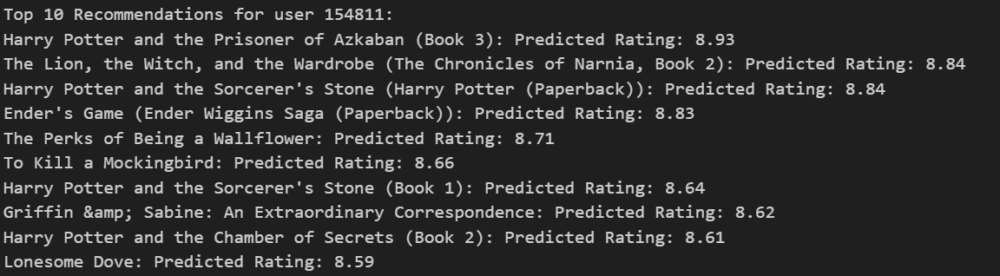 Top 10 Recommendations for user 154811:
Harry Potter and the Prisoner of Azkaban (Book 3): Predicted Rating: 8.93
The Lion, the Witch, and the Wardrobe (The Chronicles of Narnia, Book 2): Predicted Rating: 8.84
Harry Potter and the Sorcerer's Stone (Harry Potter (Paperback)): Predicted Rating: 8.84
Ender's Game (Ender Wiggins Saga (Paperback)): Predicted Rating: 8.83
The Perks of Being a Wallflower: Predicted Rating: 8.71
To Kill a Mockingbird: Predicted Rating: 8.66
Harry Potter and the Sorcerer's Stone (Book 1): Predicted Rating: 8.64
Griffin &amp; Sabine: An Extraordinary Correspondence: Predicted Rating: 8.62
Harry Potter and the Chamber of Secrets (Book 2): Predicted Rating: 8.61
Lonesome Dove: Predicted Rating: 8.59